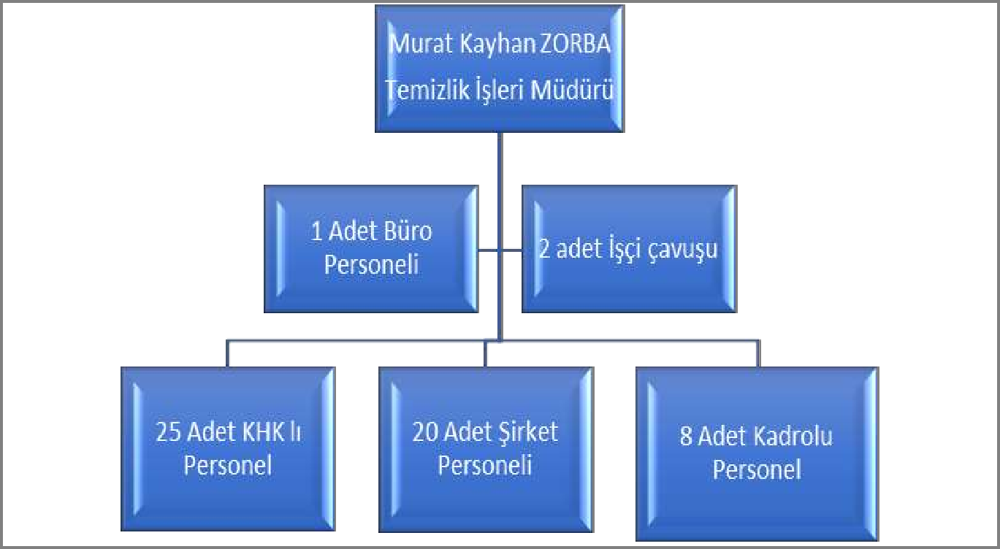 Murat Kayhan ZORBA
Temizlik İşleri Müdürü
1 Adet Büro
Personeli
2 adet İşçi çavuşu
25 Adet KHK lı
Personel
20 Adet Şirket
Personeli
8 Adet Kadrolu
Personel